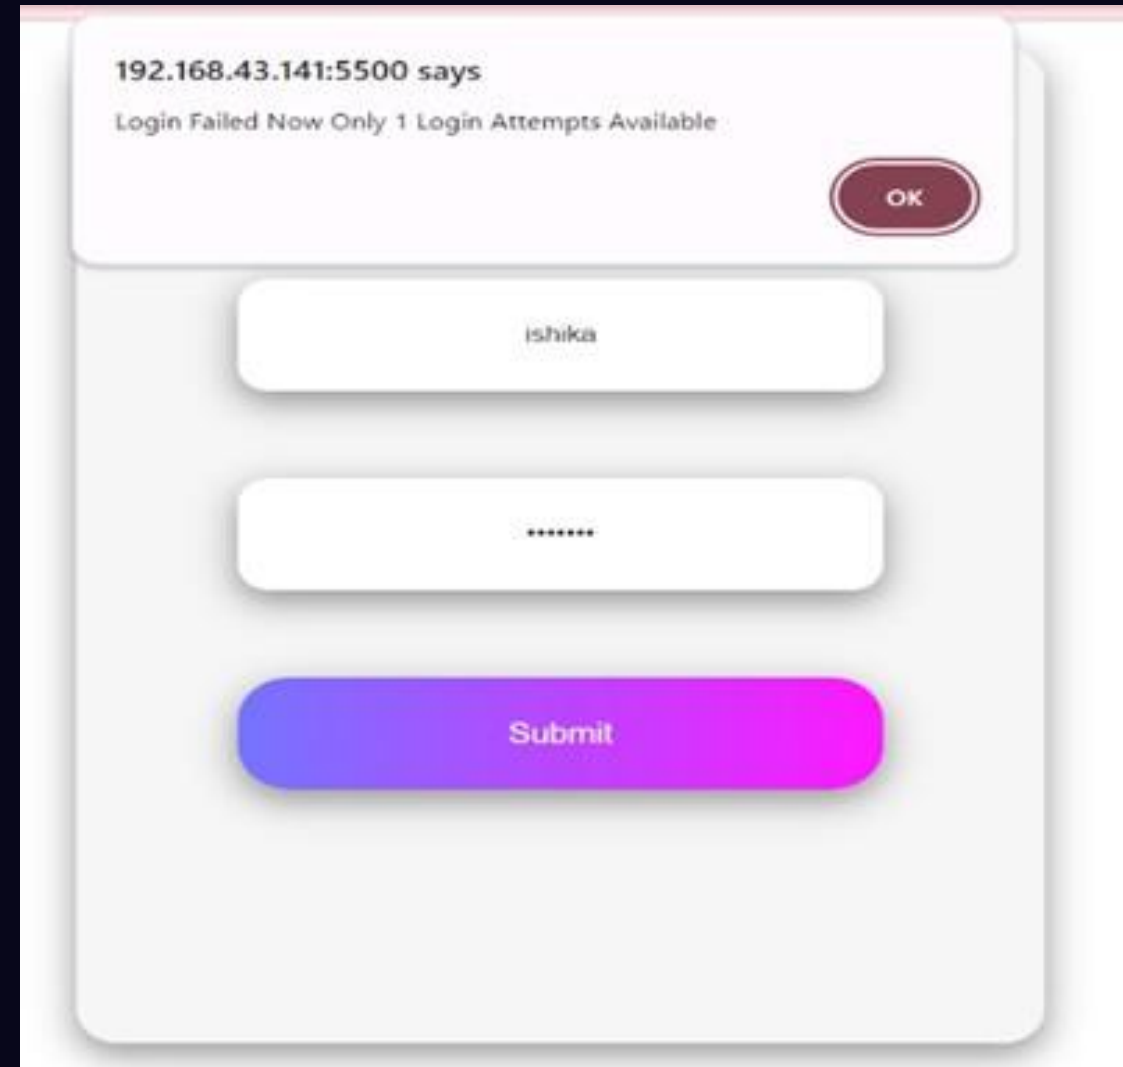 192.168.43.141:5500 says
Login Failed Now Only 1 Login Attempts Available
OK
ishika
•••••••
Submit